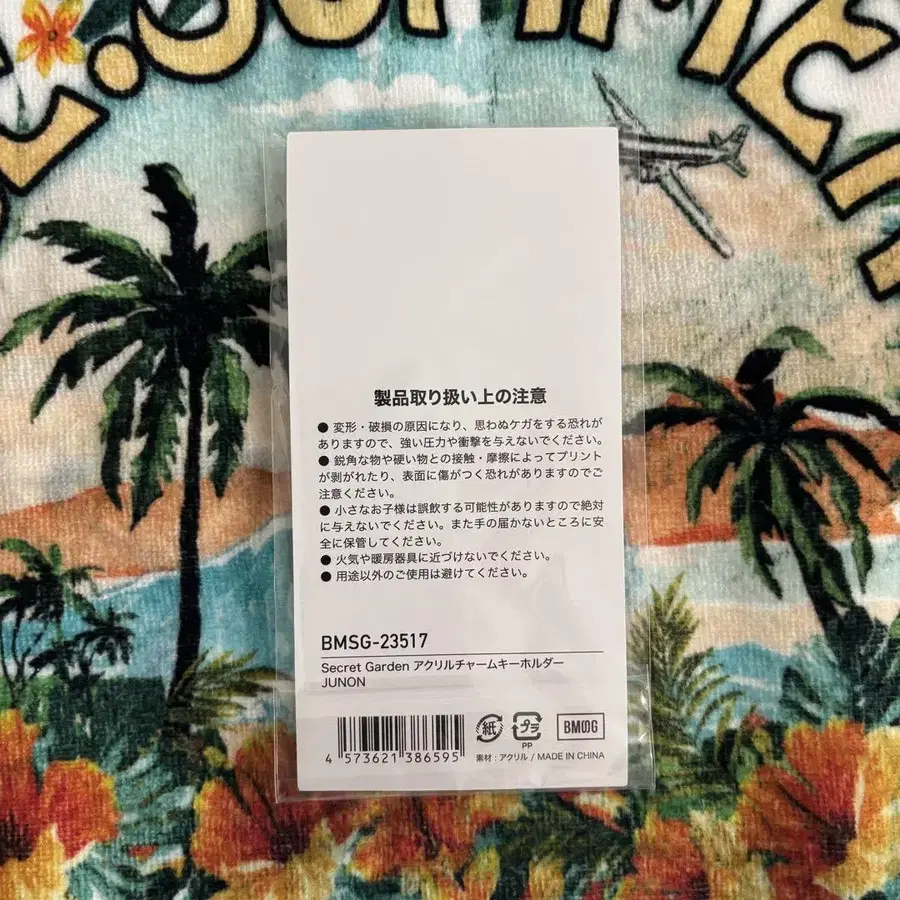 E.SUMMER
製品取り扱い上の注意
● 変形・破損の原因になり、思わぬケガをする恐れが
ありますので、強い圧力や衝撃を与えないでください。
● 鋭角な物や硬い物との接触・摩擦によってプリント
が剥がれたり、表面に傷がつく恐れがありますのでご
注意ください。
● 小さなお子様は誤飲する可能性がありますので絶対
に与えないでください。また手の届かないところに安
全に保管してください。
● 火気や暖房器具に近づけないでください。
● 用途以外のご使用は避けてください。
BMSG-23517
Secret Garden アクリルチャームキーホルダー
JUNON
4 573621 386595
紙
プラ
PP
BMSG
素材：アクリル / MADE IN CHINA